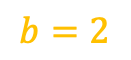 b = 2